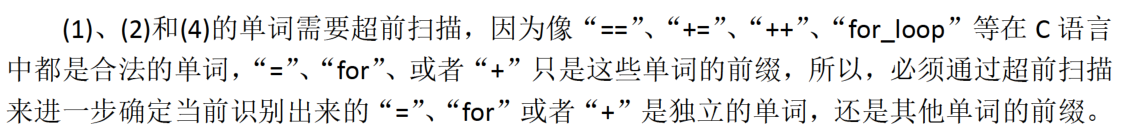 (1)、(2)和(4)的单词需要超前扫描，因为像“==”、“+=”、“++”、“for_loop”等在 C 语言
中都是合法的单词，“=”、“for”、或者“+”只是这些单词的前缀，所以，必须通过超前扫描
来进一步确定当前识别出来的“=”、“for”或者“+”是独立的单词，还是其他单词的前缀。